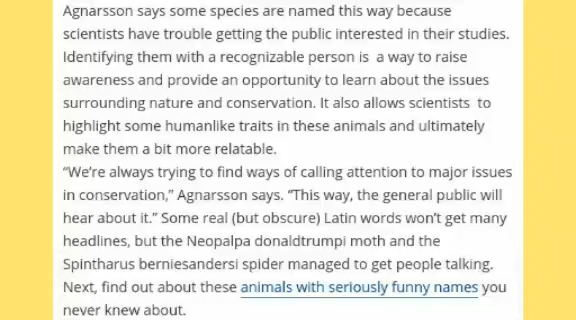 Agnarsson says some species are named this way because
scientists have trouble getting the public interested in their studies.
Identifying them with a recognizable person is  a way to raise
awareness and provide an opportunity to learn about the issues
surrounding nature and conservation. It also allows scientists  to
highlight some humanlike traits in these animals and ultimately
make them a bit more relatable.
“We’re always trying to find ways of calling attention to major issues
in conservation,” Agnarsson says. “This way, the general public will
hear about it.” Some real (but obscure) Latin words won’t get many
headlines, but the Neopalpa donaldtrumpi moth and the
Spintharus berniesandersi spider managed to get people talking.
Next, find out about these animals with seriously funny names you
never knew about.